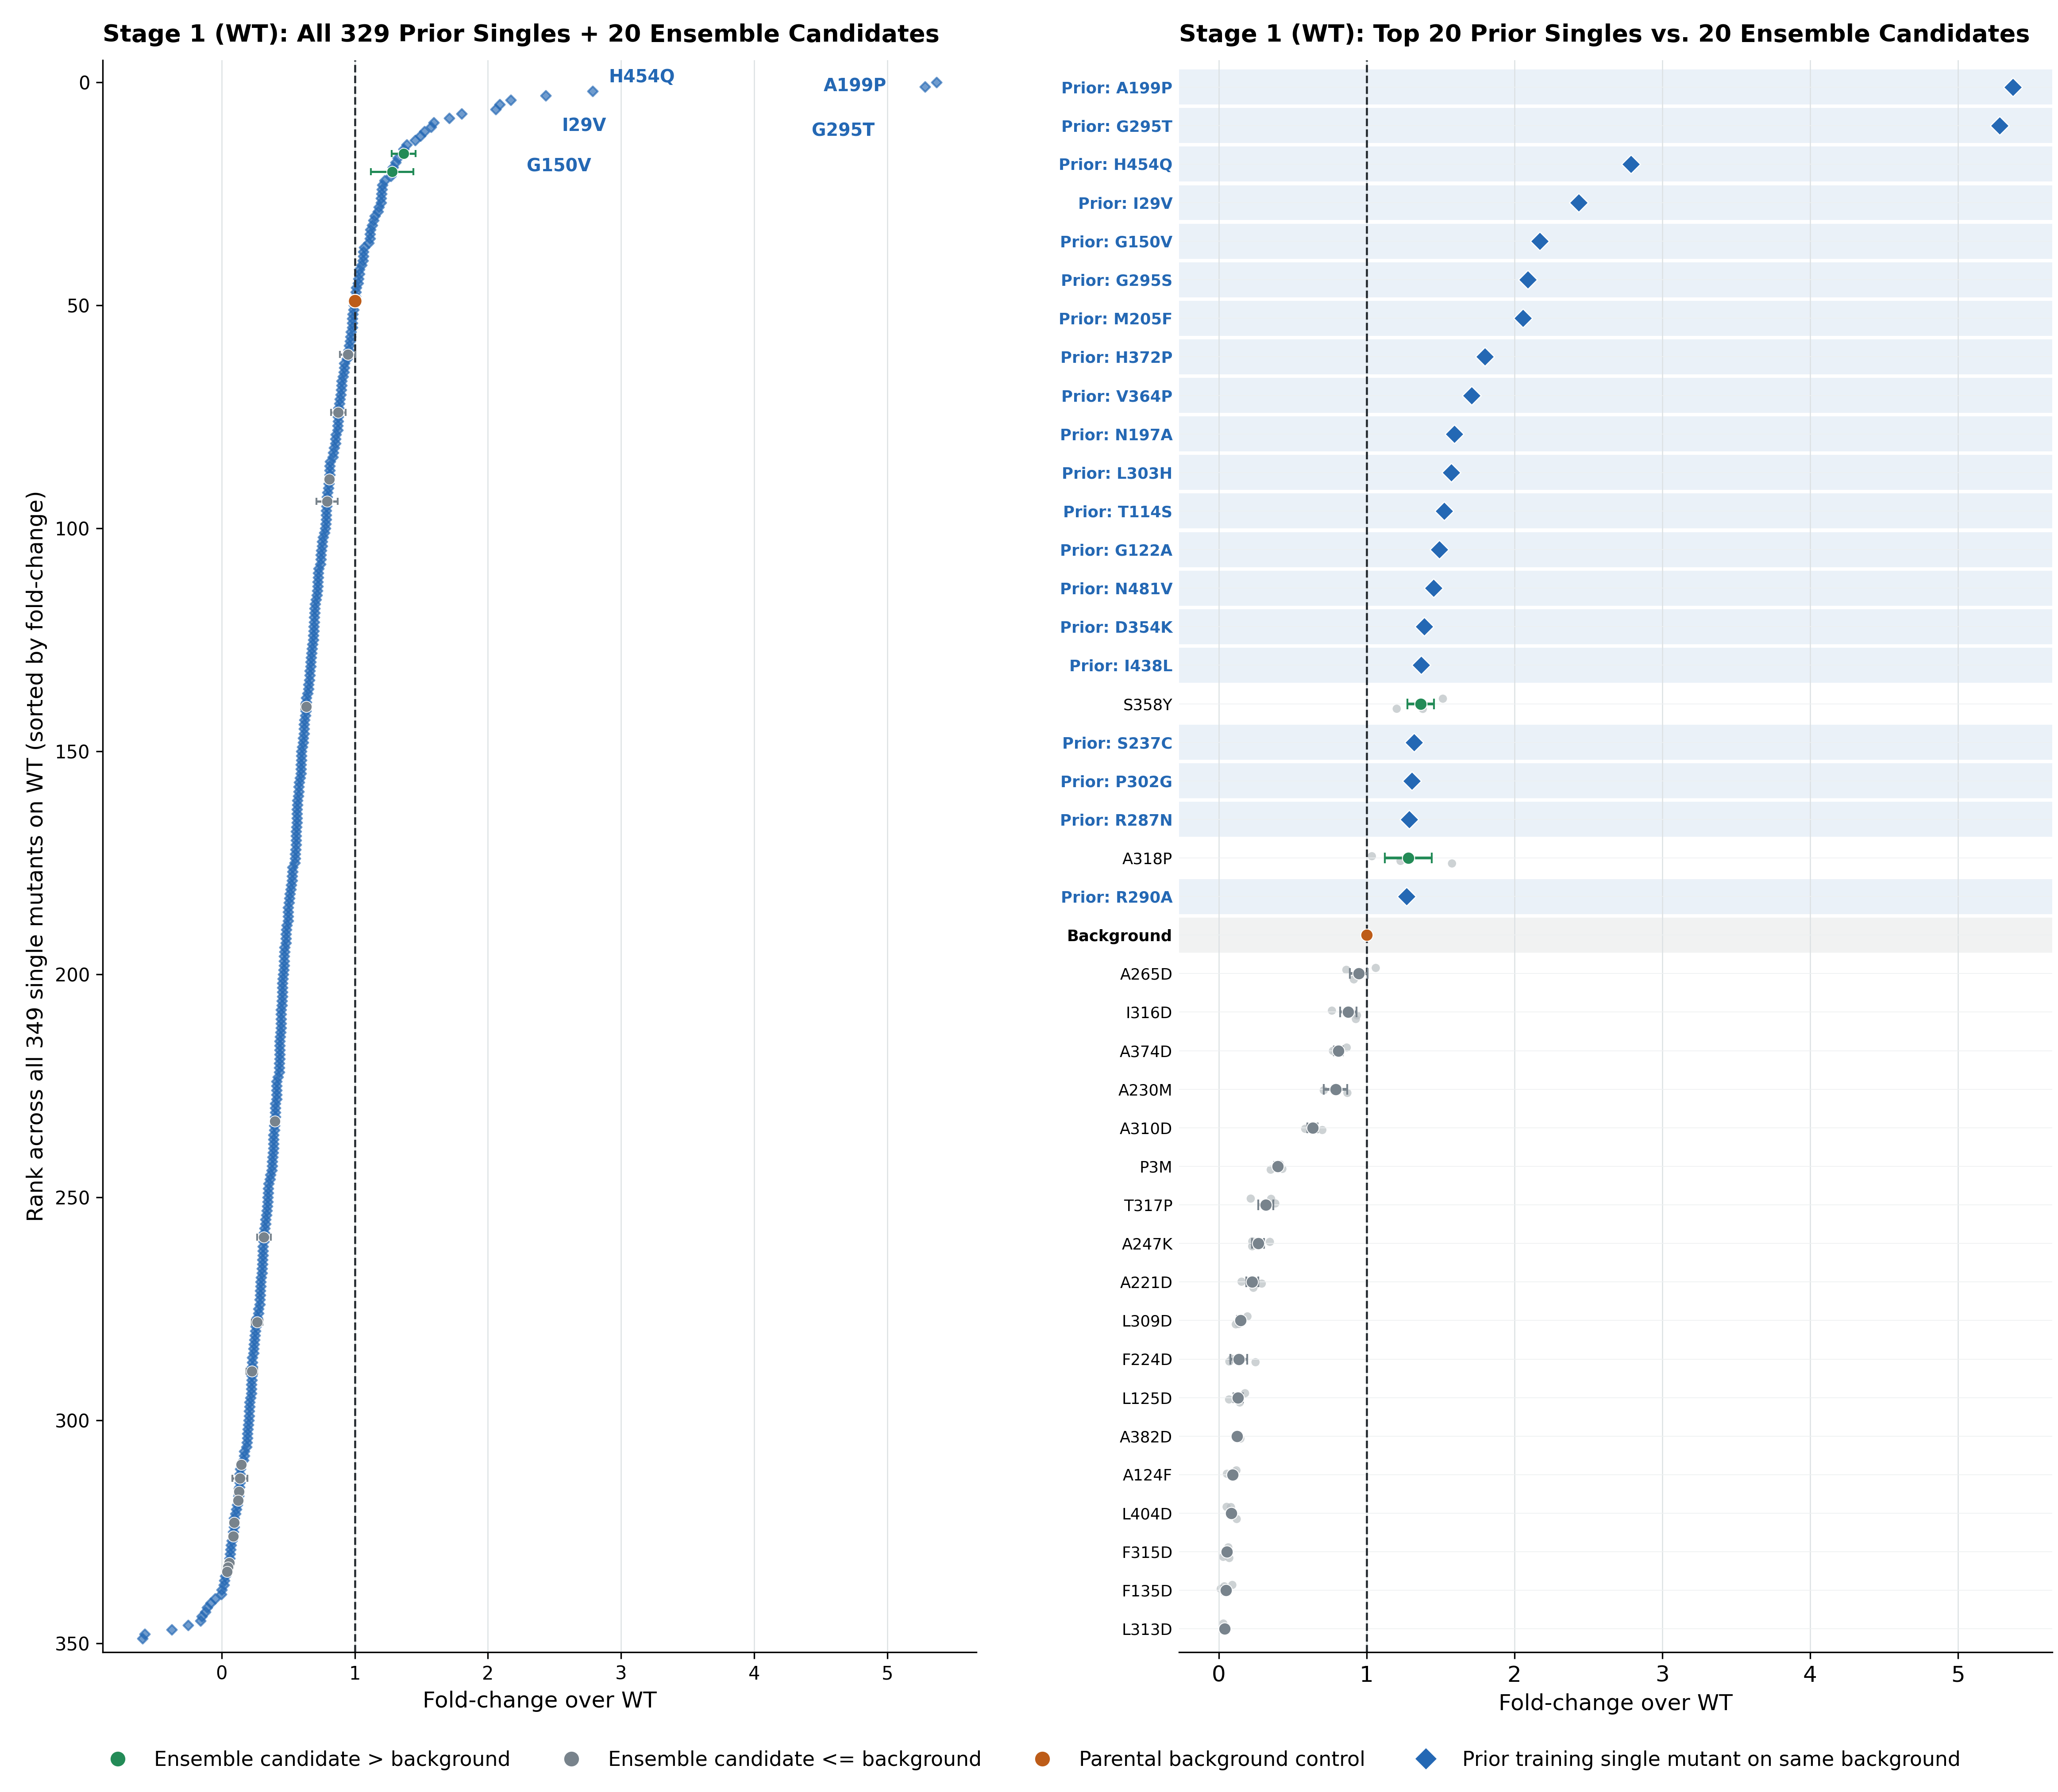 Stage 1 (WT): All 329 Prior Singles + 20 Ensemble Candidates
H454Q
A199P
I29V
G295T
G150V
0
50
100
150
200
250
300
350
Rank across all 349 single mutants on WT (sorted by fold-change)
0 1 2 3 4 5
Fold-change over WT
Stage 1 (WT): Top 20 Prior Singles vs. 20 Ensemble Candidates
Prior: A199P
Prior: G295T
Prior: H454Q
Prior: I29V
Prior: G150V
Prior: G295S
Prior: M205F
Prior: H372P
Prior: V364P
Prior: N197A
Prior: L303H
Prior: T114S
Prior: G122A
Prior: N481V
Prior: D354K
Prior: I438L
S358Y
Prior: S237C
Prior: P302G
Prior: R287N
A318P
Prior: R290A
Background
A265D
I316D
A374D
A230M
A310D
P3M
T317P
A247K
A221D
L309D
F224D
L125D
A382D
A124F
L404D
F315D
F135D
L313D
0 1 2 3 4 5
Fold-change over WT
Ensemble candidate > background
Ensemble candidate <= background
Parental background control
Prior training single mutant on same background